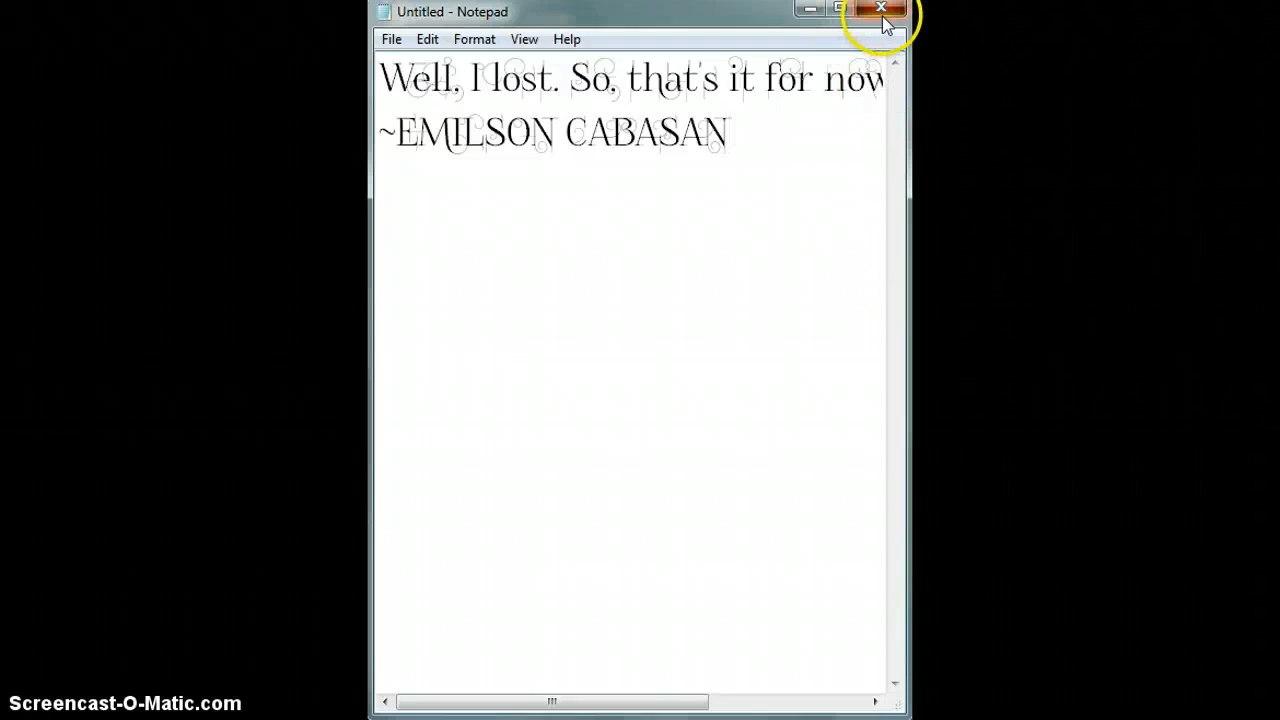 Untitled - Notepad
File Edit Format View Help
Well, I lost. So, that's it for now
~EMILSON CABASAN
Screencast-O-Matic.com